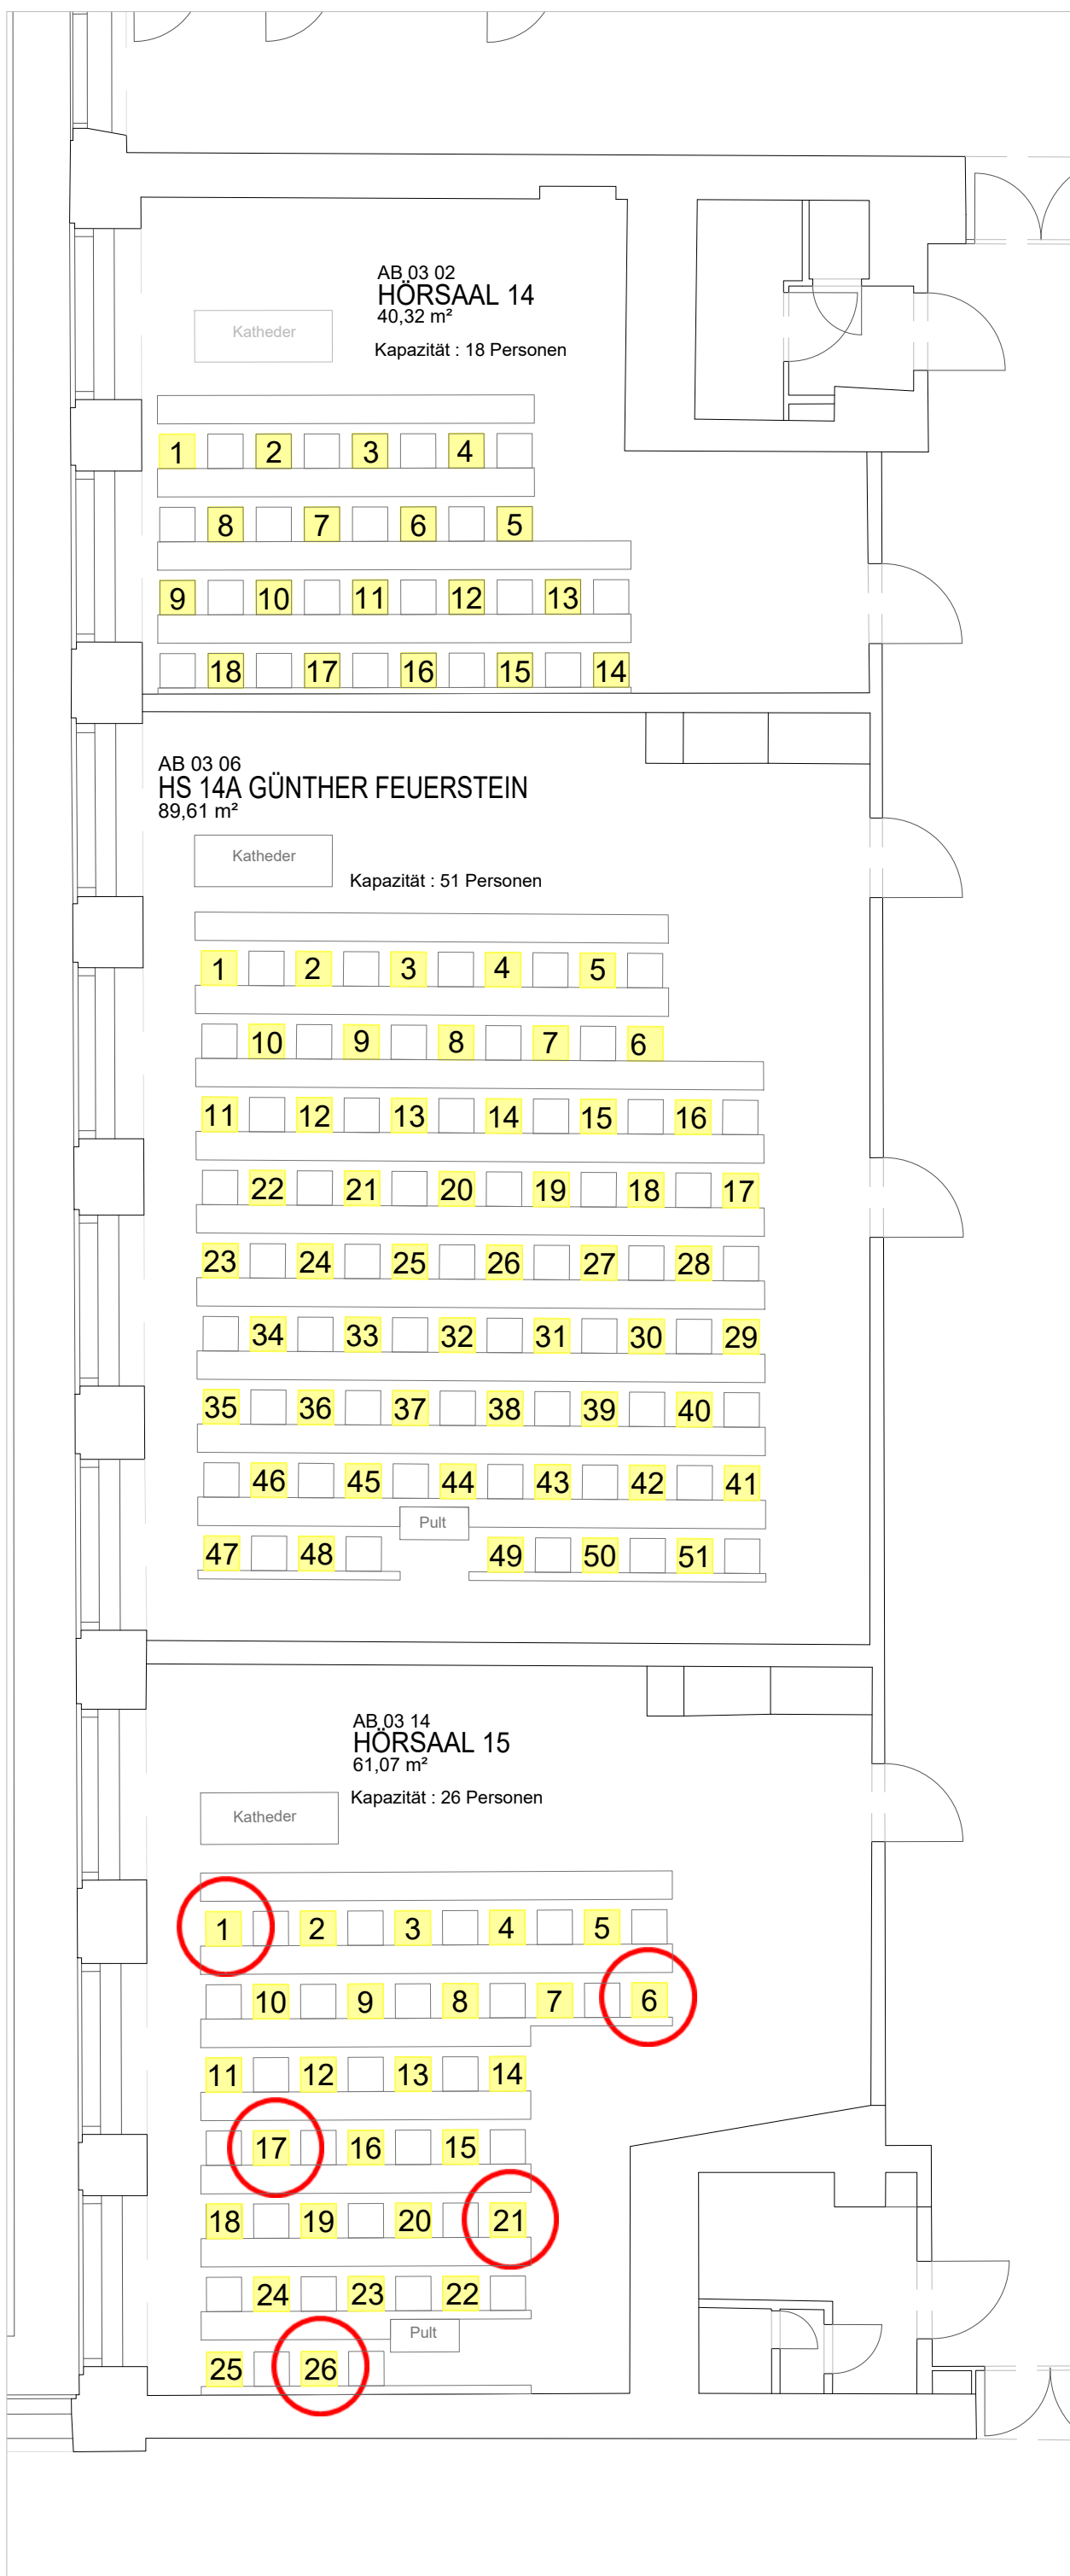 AB 03 02
HÖRSAAL 14
40,32 m²
Katheder
Kapazität : 18 Personen
1 2 3 4
8 7 6 5
9 10 11 12 13
18 17 16 15 14
AB 03 06
HS 14A GÜNTHER FEUERSTEIN
89,61 m²
Katheder
Kapazität : 51 Personen
1 2 3 4 5
10 9 8 7 6
11 12 13 14 15 16
22 21 20 19 18 17
23 24 25 26 27 28
34 33 32 31 30 29
35 36 37 38 39 40
46 45 44 43 42 41
Pult
47 48 49 50 51
AB 03 14
HÖRSAAL 15
61,07 m²
Kapazität : 26 Personen
Katheder
1 2 3 4 5
10 9 8 7 6
11 12 13 14
17 16 15
18 19 20 21
24 23 22
Pult
25 26